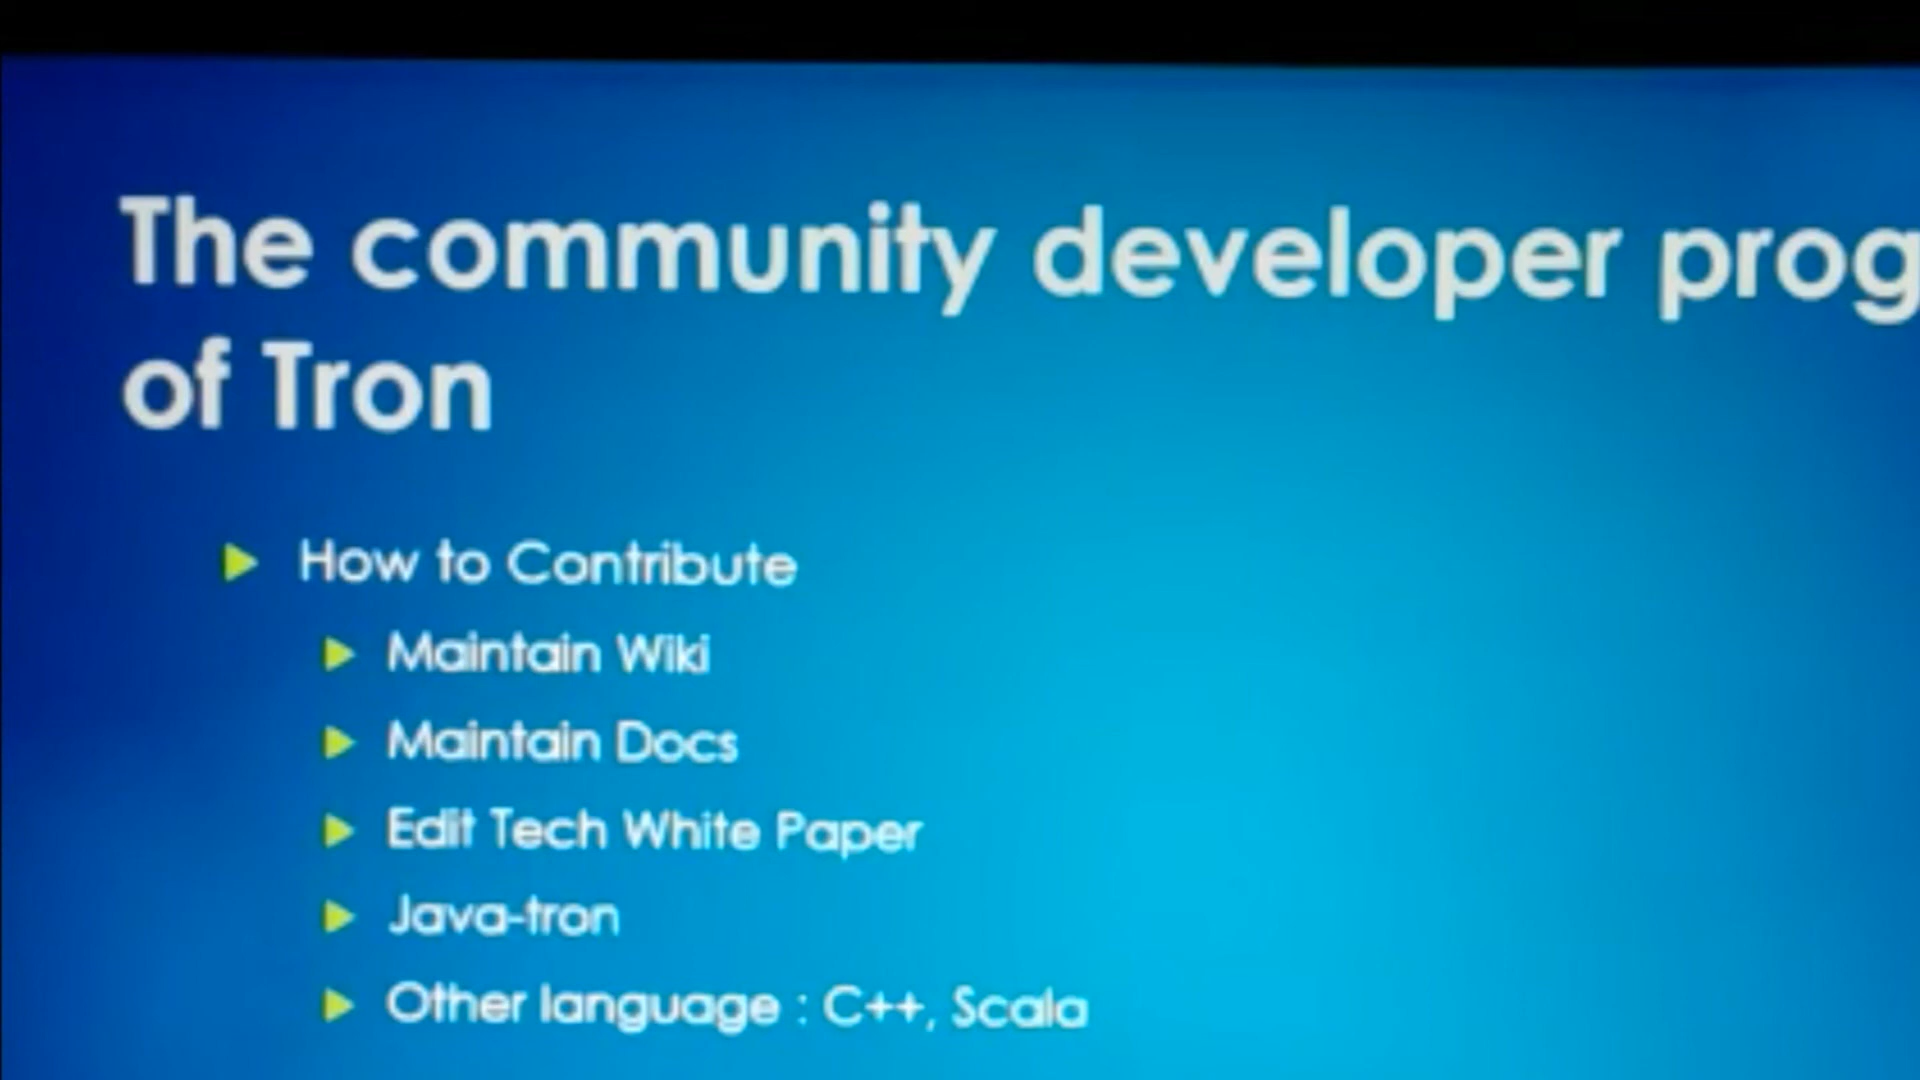 The community developer prog
of Tron
How to Contribute
Maintain Wiki
Maintain Docs
Edit Tech White Paper
Java-tron
Other language : C++, Scala